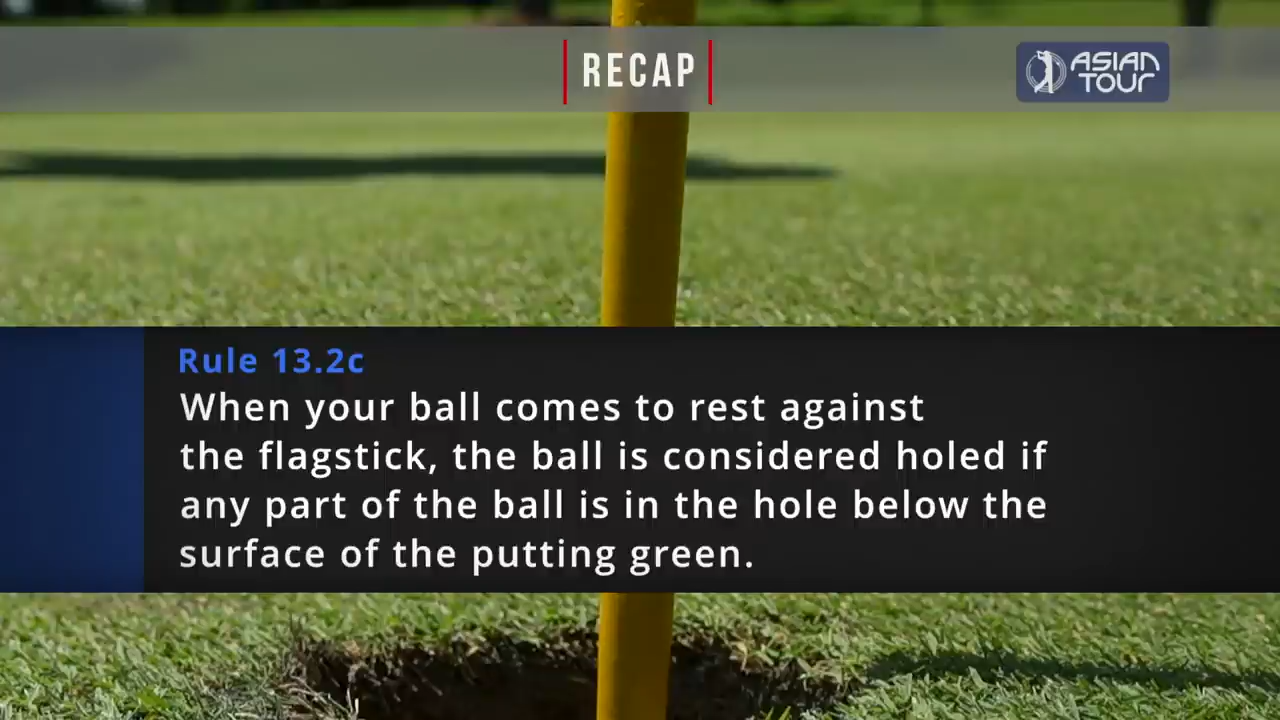 RECAP
ASIAN
TOUR
Rule 13.2c
When your ball comes to rest against
the flagstick, the ball is considered holed if
any part of the ball is in the hole below the
surface of the putting green.